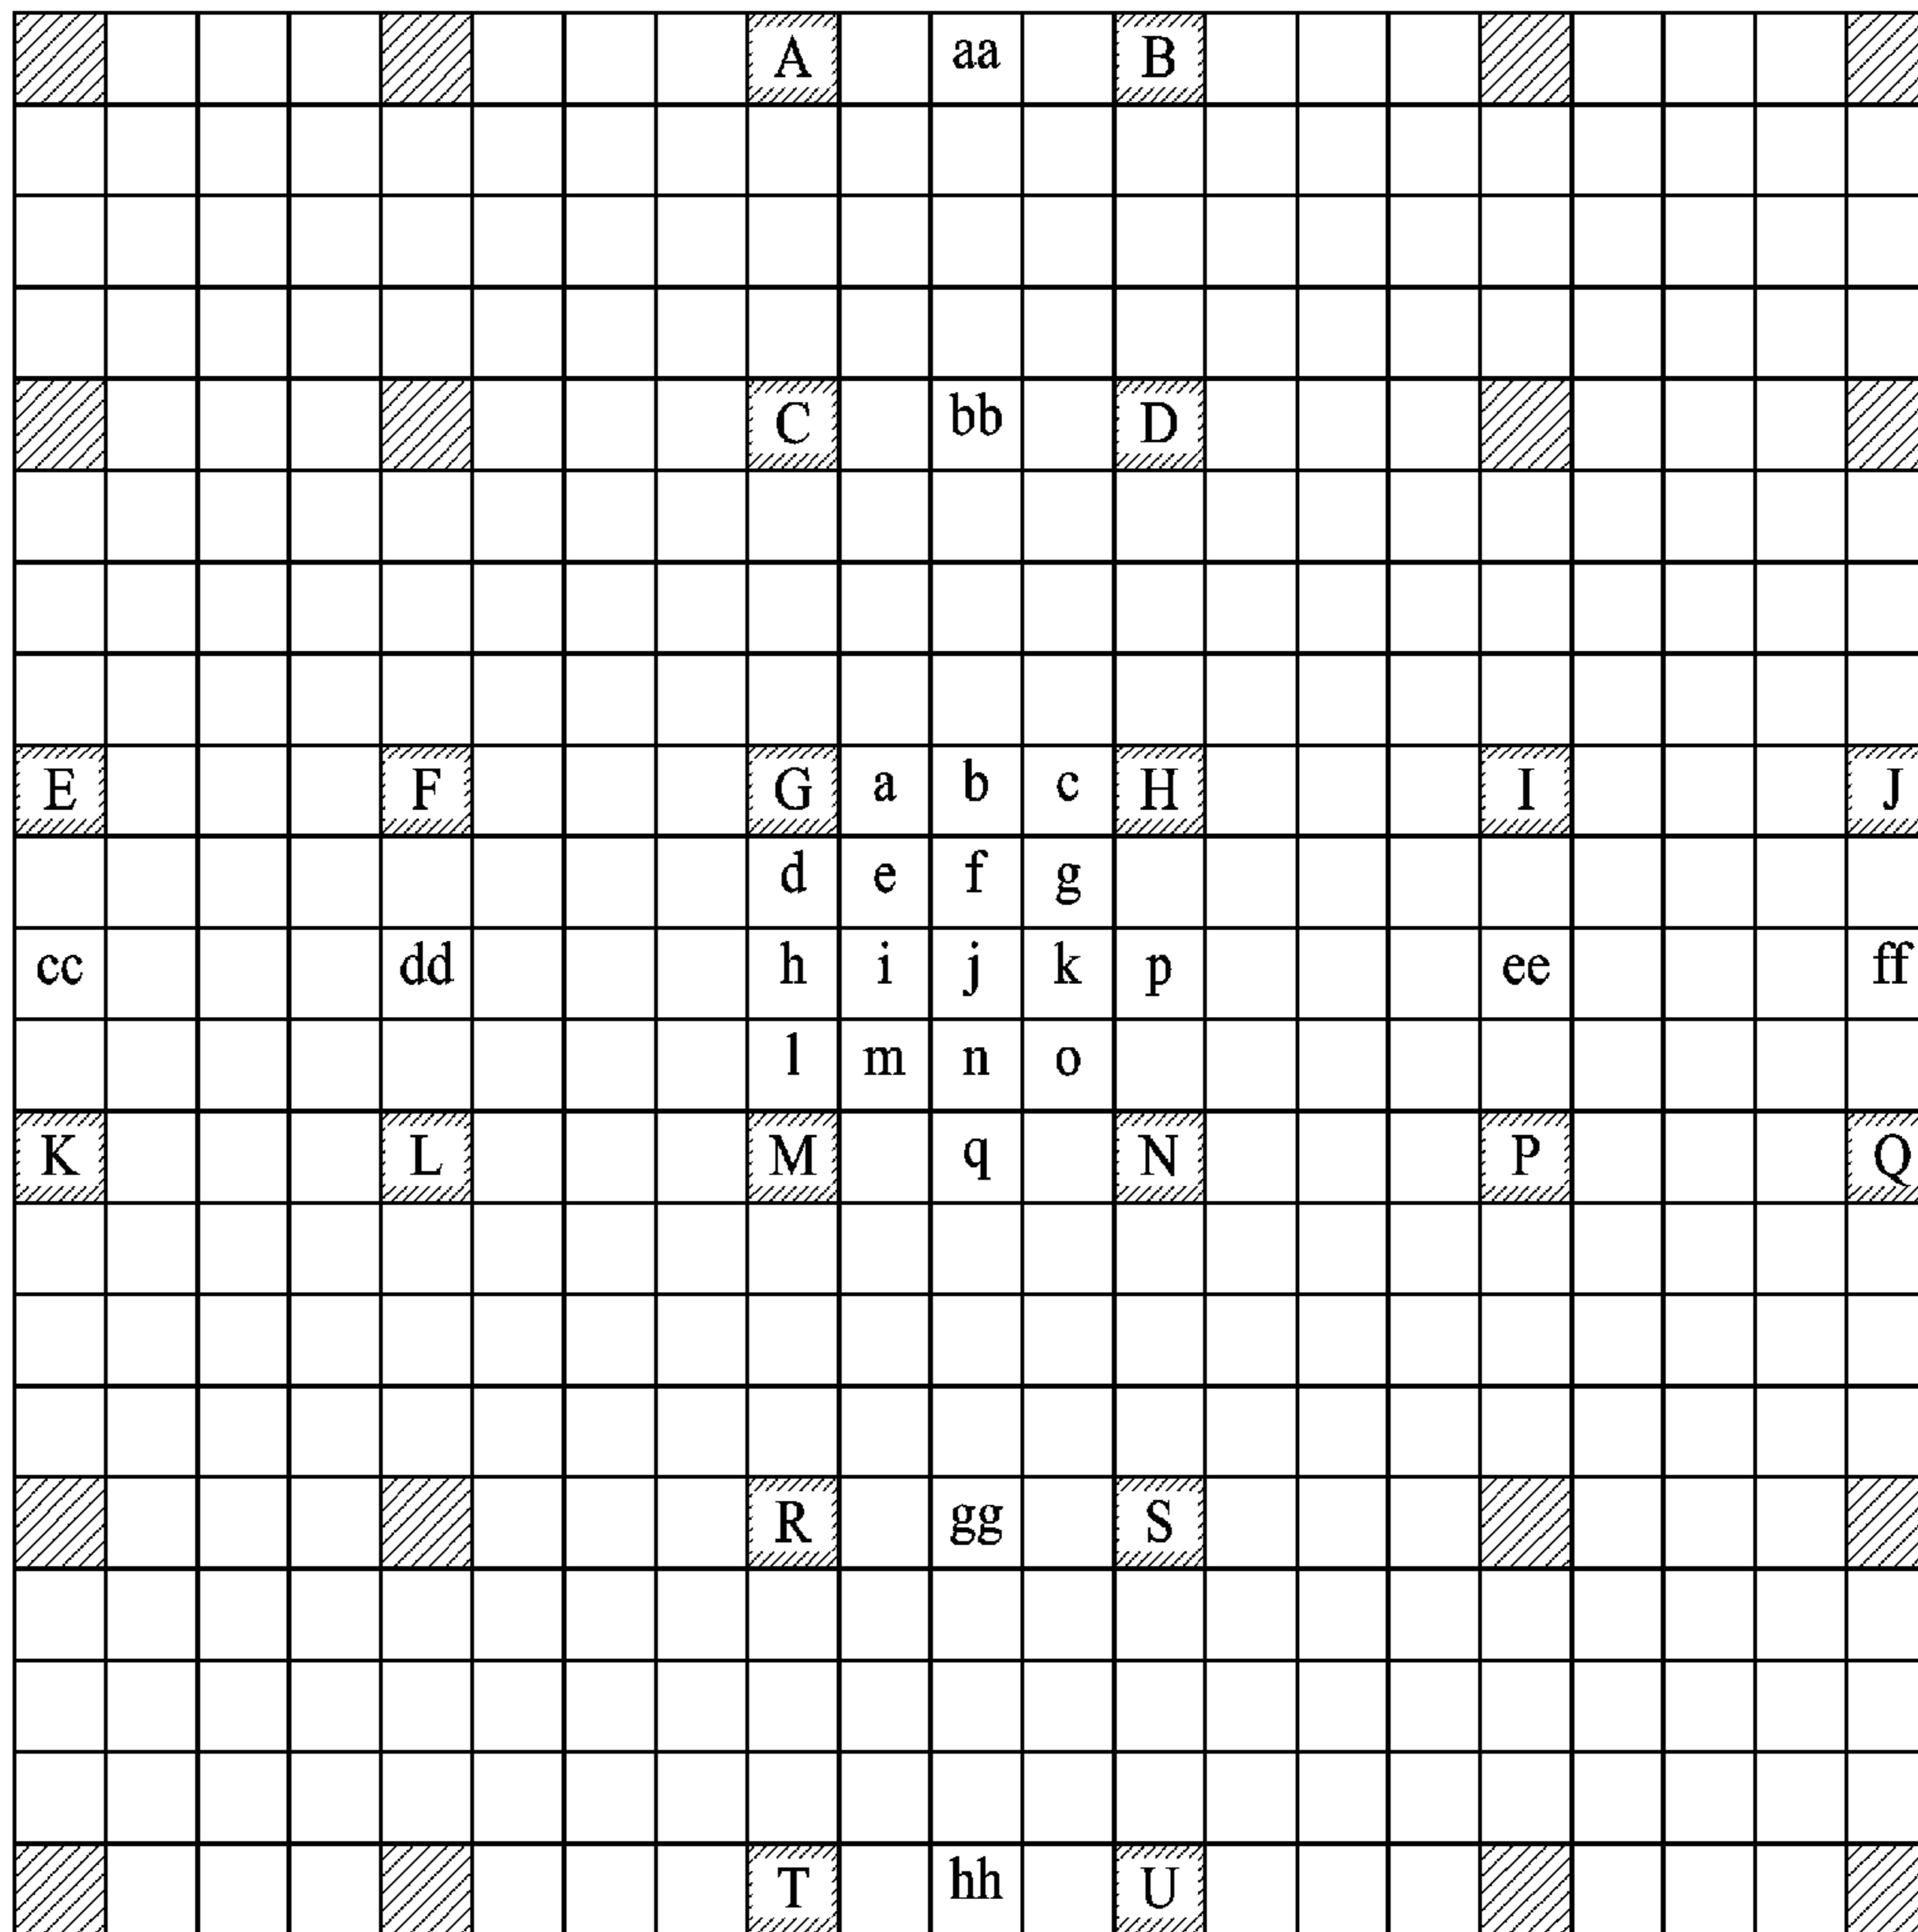 A aa B
C bb D
E F G a b c H I J
d e f g
cc dd h i j k p ee ff
l m n o
K L M q N P Q
R gg S
T hh U